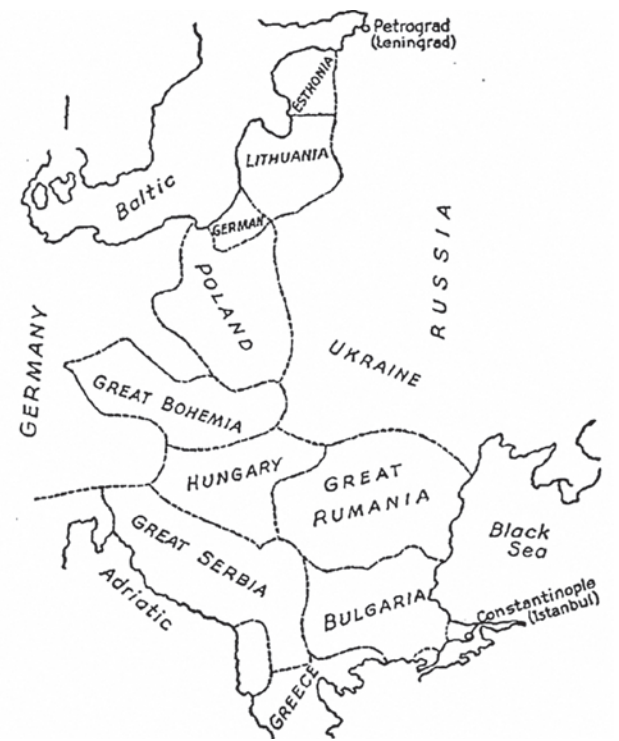 Petrograd
(Leningrad)
ESTHONIA
LITHUANIA
Baltic
GERMAN
POLAND
RUSSIA
GERMANY
UKRAINE
GREAT BOHEMIA
HUNGARY
GREAT
RUMANIA
GREAT SERBIA
Black
Sea
Adriatic
BULGARIA
Constantinople
(Istanbul)
GREECE